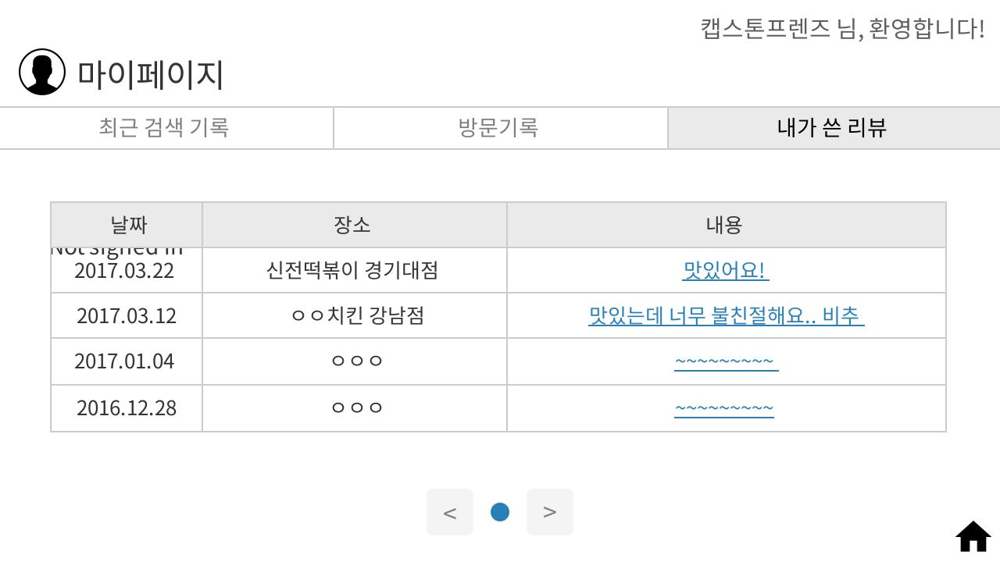 캡스톤프렌즈 님, 환영합니다!
마이페이지
최근 검색 기록 방문기록 내가 쓴 리뷰
날짜 장소 내용
Not signed in
2017.03.22 신전떡볶이 경기대점 맛있어요!
2017.03.12 ㅇㅇ치킨 강남점 맛있는데 너무 불친절해요.. 비추
2017.01.04 ㅇㅇㅇ ~~~~~~~~~
2016.12.28 ㅇㅇㅇ ~~~~~~~~~
< >